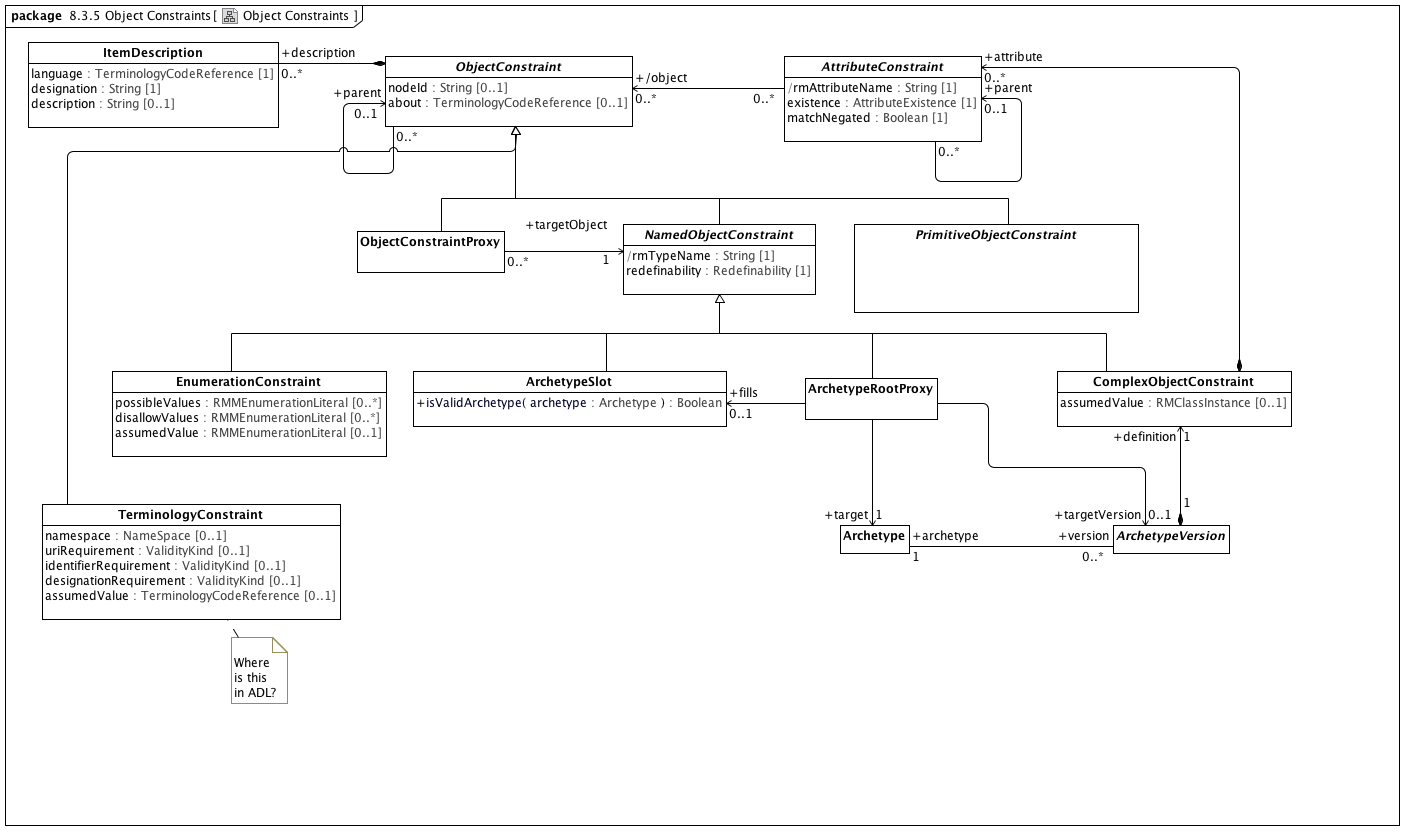 package 8.3.5 Object Constraints[ Object Constraints ]
ItemDescription
language : TerminologyCodeReference [1]
designation : String [1]
description : String [0..1]
+description
0..*
ObjectConstraint
nodeId : String [0..1]
about : TerminologyCodeReference [0..1]
+parent
0..1
0..*
+/object
0..*
0..*
AttributeConstraint
/rmAttributeName : String [1]
existence : AttributeExistence [1]
matchNegated : Boolean [1]
+attribute
0..*
+parent
0..1
0..*
ObjectConstraintProxy
+targetObject
0..*
1
NamedObjectConstraint
/rmTypeName : String [1]
redefinability : Redefinability [1]
PrimitiveObjectConstraint
EnumerationConstraint
possibleValues : RMMEnumerationLiteral [0..*]
disallowValues : RMMEnumerationLiteral [0..*]
assumedValue : RMMEnumerationLiteral [0..1]
ArchetypeSlot
+isValidArchetype( archetype : Archetype ) : Boolean
+fills
0..1
ArchetypeRootProxy
ComplexObjectConstraint
assumedValue : RMClassInstance [0..1]
+definition
1
1
TerminologyConstraint
namespace : NameSpace [0..1]
uriRequirement : ValidityKind [0..1]
identifierRequirement : ValidityKind [0..1]
designationRequirement : ValidityKind [0..1]
assumedValue : TerminologyCodeReference [0..1]
+target
1
+targetVersion
0..1
Archetype
+archetype
1
+version
0..*
ArchetypeVersion
Where
is this
in ADL?